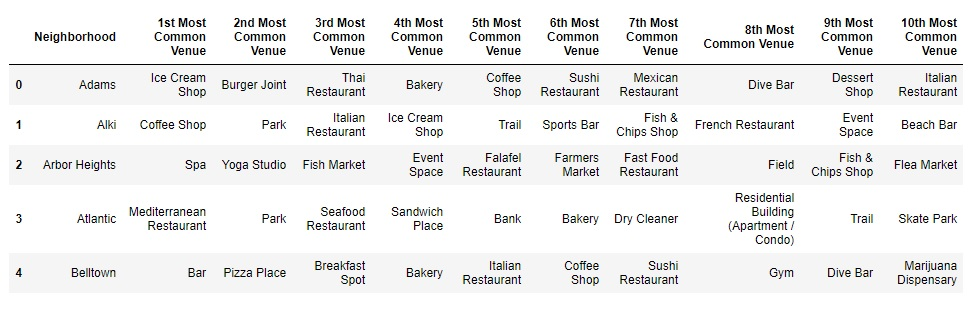 Neighborhood 1st Most Common Venue 2nd Most Common Venue 3rd Most Common Venue 4th Most Common Venue 5th Most Common Venue 6th Most Common Venue 7th Most Common Venue 8th Most Common Venue 9th Most Common Venue 10th Most Common Venue
0 Adams Ice Cream Shop Burger Joint Thai Restaurant Bakery Coffee Shop Sushi Restaurant Mexican Restaurant Dive Bar Dessert Shop Italian Restaurant
1 Alki Coffee Shop Park Italian Restaurant Ice Cream Shop Trail Sports Bar Fish & Chips Shop French Restaurant Event Space Beach Bar
2 Arbor Heights Spa Yoga Studio Fish Market Event Space Falafel Restaurant Farmers Market Fast Food Restaurant Field Fish & Chips Shop Flea Market
3 Atlantic Mediterranean Restaurant Park Seafood Restaurant Sandwich Place Bank Bakery Dry Cleaner Residential Building (Apartment / Condo) Trail Skate Park
4 Belltown Bar Pizza Place Breakfast Spot Bakery Italian Restaurant Coffee Shop Sushi Restaurant Gym Dive Bar Marijuana Dispensary